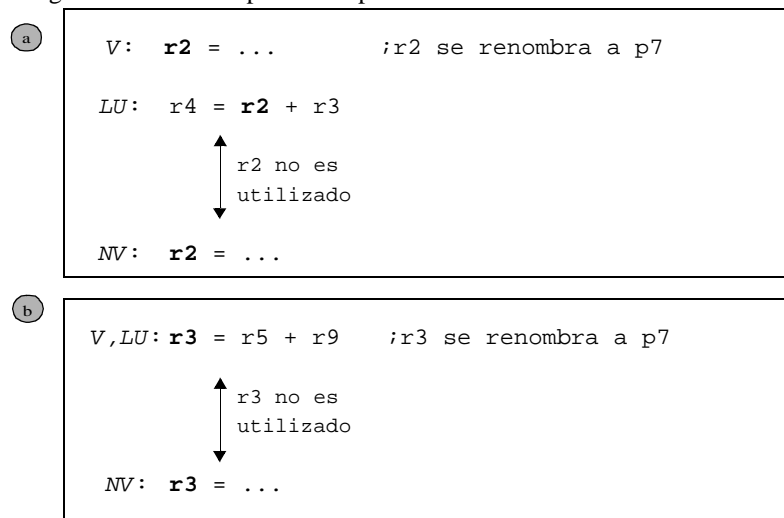 a
V: r2 = ... ;r2 se renombra a p7
LU: r4 = r2 + r3
r2 no es
utilizado
NV: r2 = ...
b
V,LU: r3 = r5 + r9 ;r3 se renombra a p7
r3 no es
utilizado
NV: r3 = ...